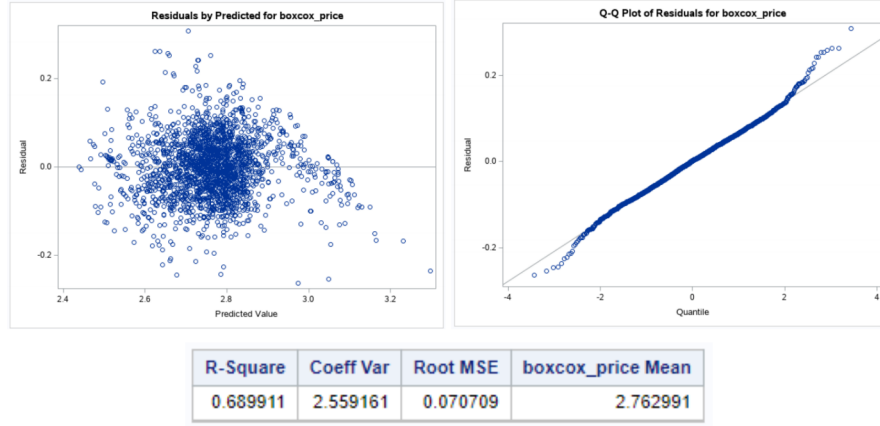 Residuals by Predicted for boxcox_price
0.2
0.0
-0.2
Residual
2.4 2.6 2.8 3.0 3.2
Predicted Value
Q-Q Plot of Residuals for boxcox_price
0.2
0.0
-0.2
Residual
-4 -2 0 2 4
Quantile
R-Square Coeff Var Root MSE boxcox_price Mean
0.689911 2.559161 0.070709 2.762991